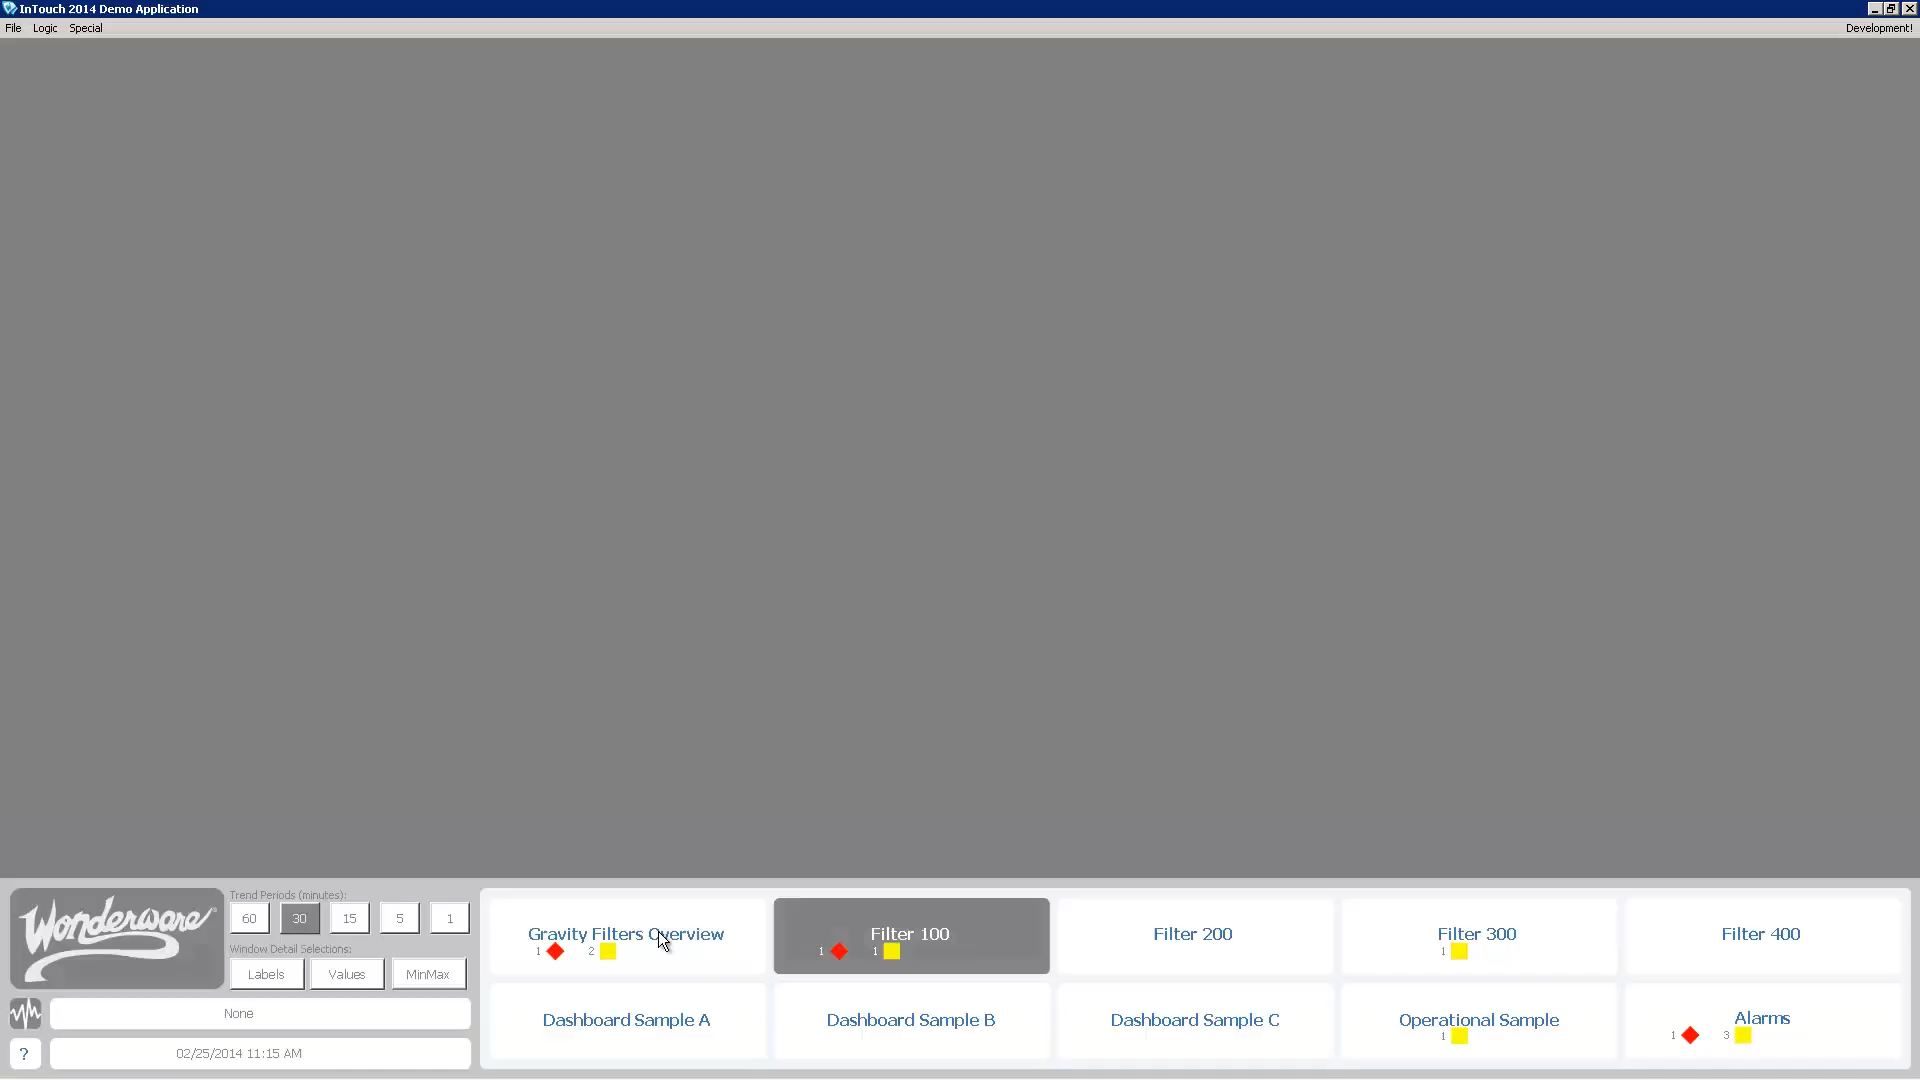 InTouch 2014 Demo Application
File Logic Special Development!
Trend Periods (minutes):
60 30 15 5 1
Window Detail Selections:
Labels Values MinMax
Wonderware
None
?
02/25/2014 11:15 AM
Gravity Filters Overview
1 2
Filter 100
1 1
Filter 200
Filter 300
1
Filter 400
Dashboard Sample A
Dashboard Sample B
Dashboard Sample C
Operational Sample
1
Alarms
1 3